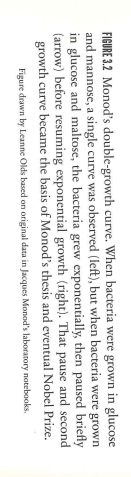 FIGURE 3.2 Monod's double-growth curve. When bacteria were grown in glucose
and mannose, a single curve was observed (left), but when bacteria were grown
in glucose and maltose, the bacteria grew exponentially, then paused briefly
(arrow) before resuming exponential growth (right). That pause and second
growth curve became the basis of Monod's thesis and eventual Nobel Prize.
Figure drawn by Leanne Olds based on original data in Jacques Monod's laboratory notebooks.